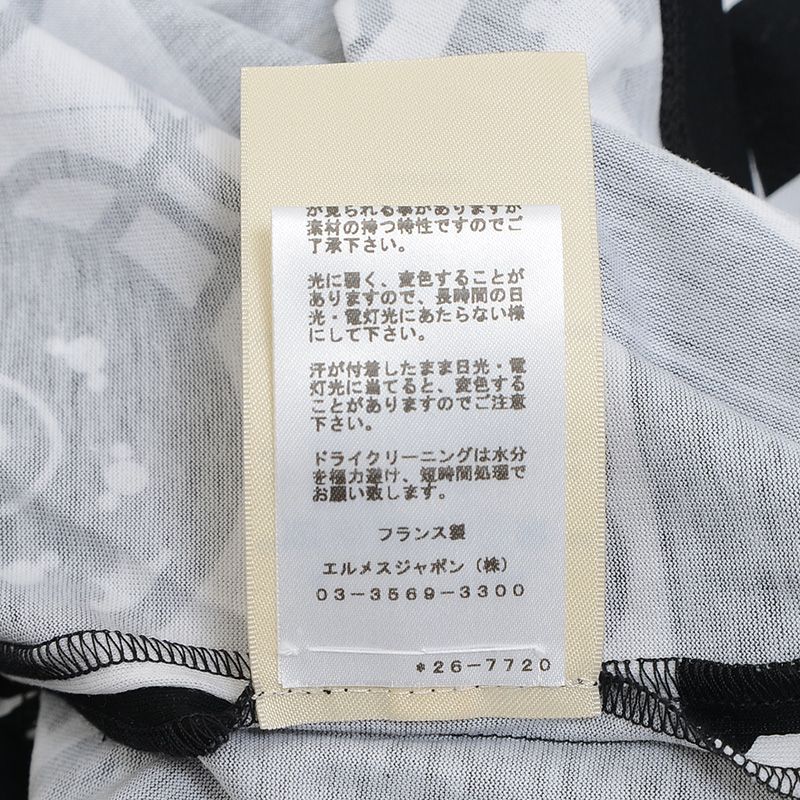 が見られる事がありますが
素材の持つ特性ですのでご
了承下さい。
光に弱く、変色することが
ありますので、長時間の日
光・電灯光にあたらない様
にして下さい。
汗が付着したまま日光・電
灯光に当てると、変色する
ことがありますのでご注意
下さい。
ドライクリーニングは水分
を極力避け、短時間処理で
お願い致します。
フランス製
エルメスジャポン（株）
03-3569-3300
*26-7720